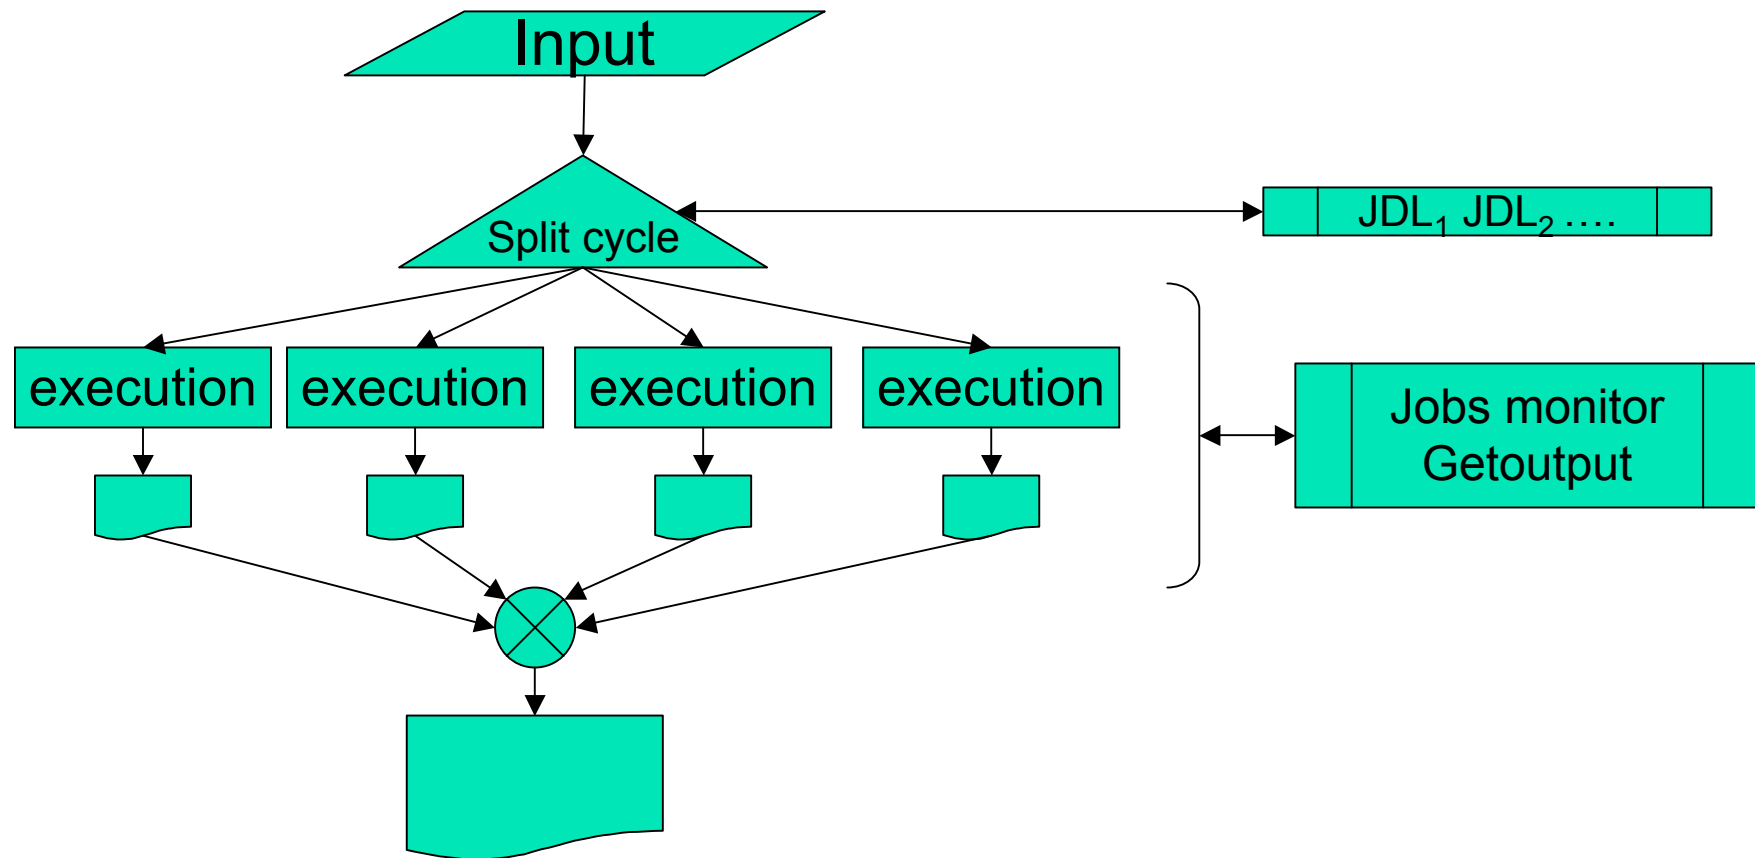 Input
Split cycle
JDL₁ JDL₂ ....
execution execution execution execution
Jobs monitor
Getoutput